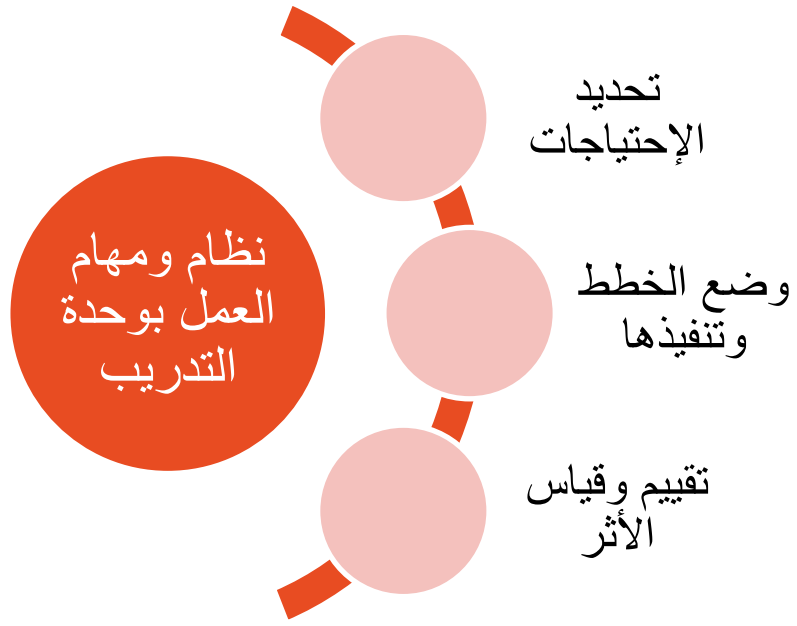 نظام ومهام
العمل بوحدة
التدريب
تحديد
الإحتياجات
وضع الخطط
وتنفيذها
تقييم وقياس
الأثر